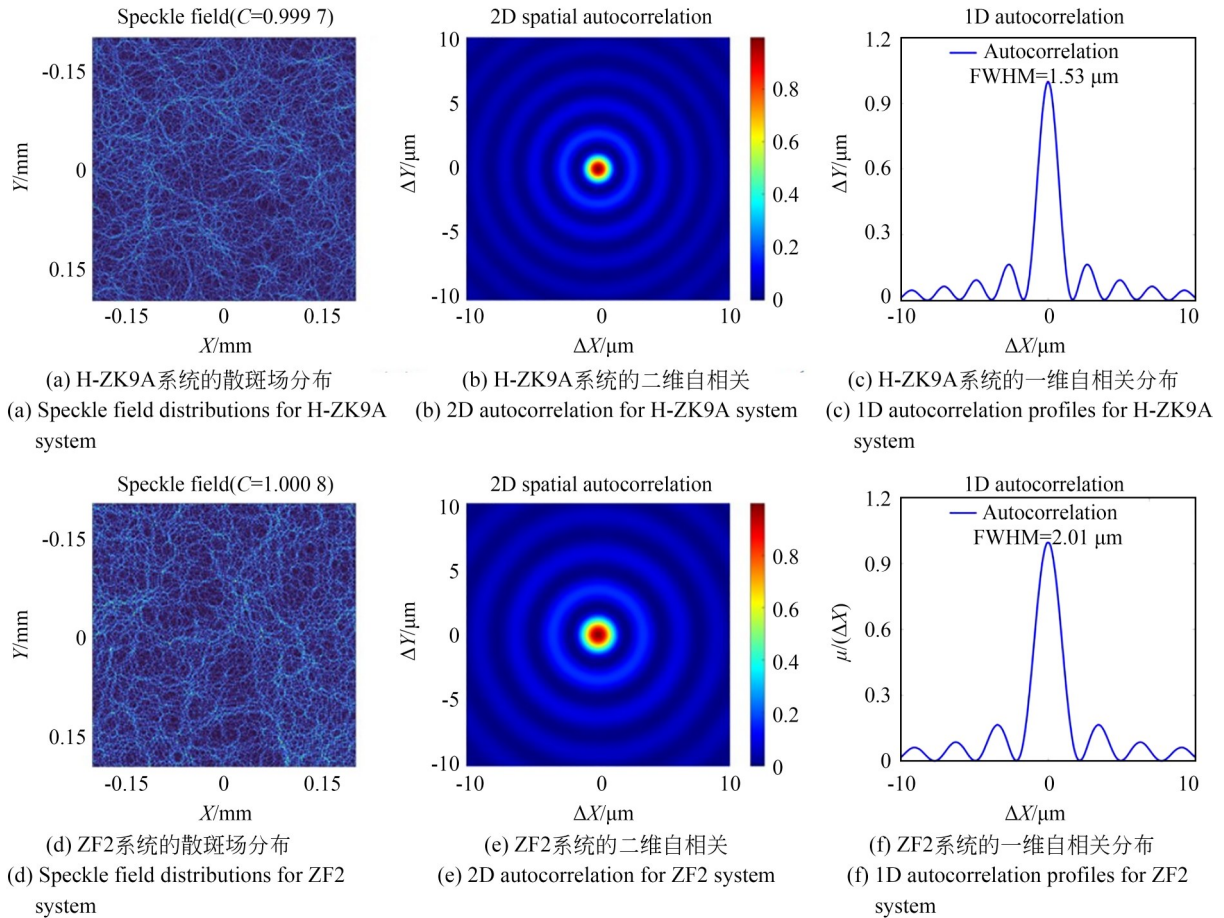 Speckle field(C=0.999 7)
-0.15
0
0.15
Y/mm
-0.15
0
0.15
X/mm
2D spatial autocorrelation
10
5
0
-5
-10
ΔY/μm
-10
0
10
ΔX/μm
0.8
0.6
0.4
0.2
0
1D autocorrelation
1.2
0.9
0.6
0.3
0
ΔY/μm
Autocorrelation
FWHM=1.53 μm
-10
0
10
ΔX/μm
(a) H-ZK9A系统的散斑场分布
(a) Speckle field distributions for H-ZK9A
system
(b) H-ZK9A系统的二维自相关
(b) 2D autocorrelation for H-ZK9A system
(c) H-ZK9A系统的一维自相关分布
(c) 1D autocorrelation profiles for H-ZK9A
system
Speckle field(C=1.000 8)
-0.15
0
0.15
Y/mm
-0.15
0
0.15
X/mm
2D spatial autocorrelation
10
5
0
-5
-10
ΔY/μm
-10
0
10
ΔX/μm
0.8
0.6
0.4
0.2
0
1D autocorrelation
1.2
0.9
0.6
0.3
0
μ/(ΔX)
Autocorrelation
FWHM=2.01 μm
-10
0
10
ΔX/μm
(d) ZF2系统的散斑场分布
(d) Speckle field distributions for ZF2
system
(e) ZF2系统的二维自相关
(e) 2D autocorrelation for ZF2 system
(f) ZF2系统的一维自相关分布
(f) 1D autocorrelation profiles for ZF2
system